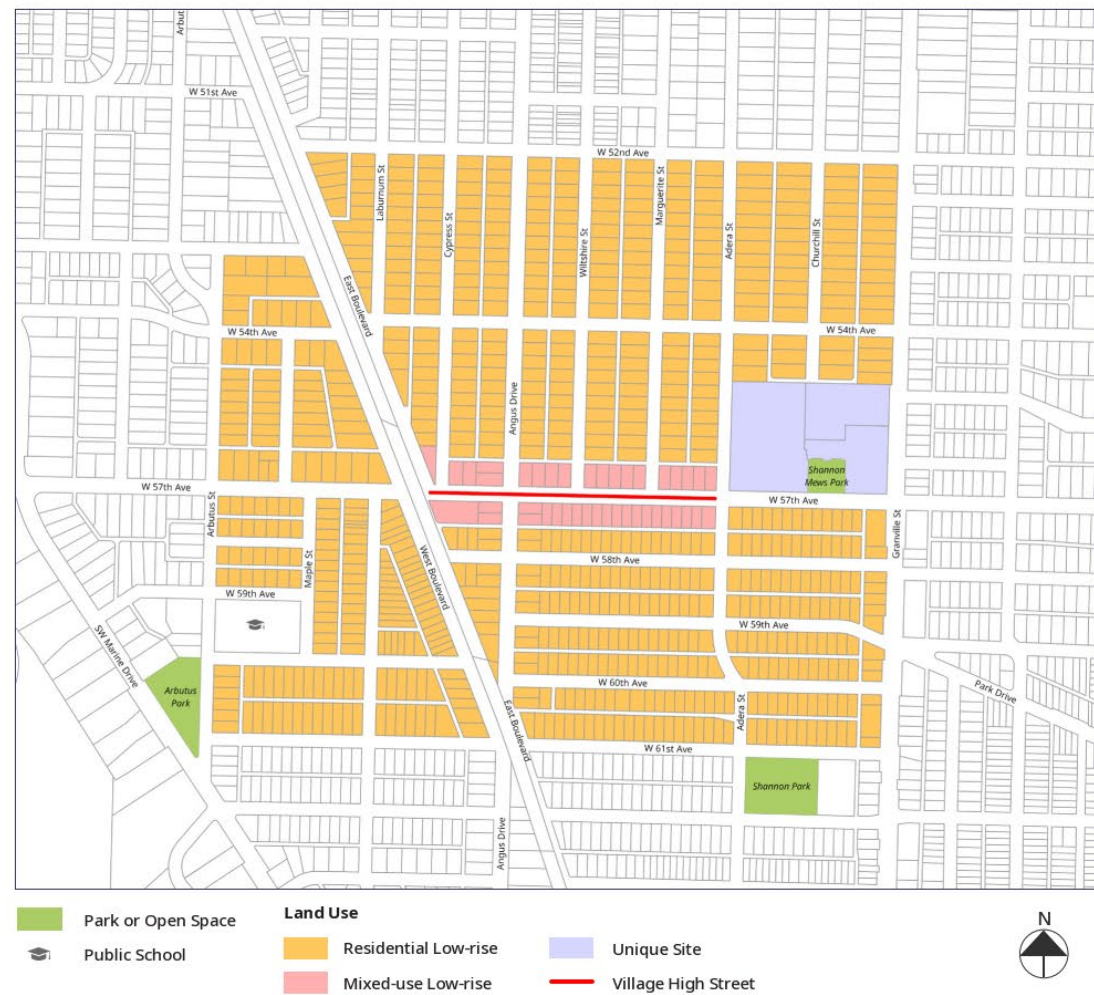 Arbut
W 51st Ave
W 52nd Ave
Laburnum St
Cypress St
Wiltshire St
Marguerite St
Adera St
Churchill St
East Boulevard
W 54th Ave
W 54th Ave
Angus Drive
Shannon
Mews Park
W 57th Ave
W 57th Ave
Arbutus St
Granville St
Maple St
West Boulevard
W 58th Ave
W 59th Ave
W 59th Ave
SW Marine Drive
Arbutus
Park
W 60th Ave
Park Drive
Adera St
East Boulevard
W 61st Ave
Shannon Park
Angus Drive
Park or Open Space
Public School
Land Use
Residential Low-rise
Mixed-use Low-rise
Unique Site
Village High Street
N